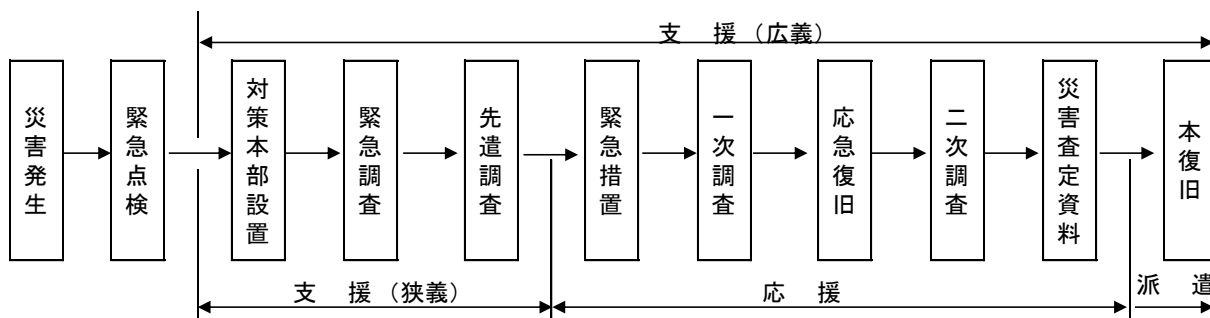 支　援（広義）
災害発生
緊急点検
対策本部設置
緊急調査
先遣調査
緊急措置
一次調査
応急復旧
二次調査
災害査定資料
本復旧
支　援（狭義）
応　援
派　遣